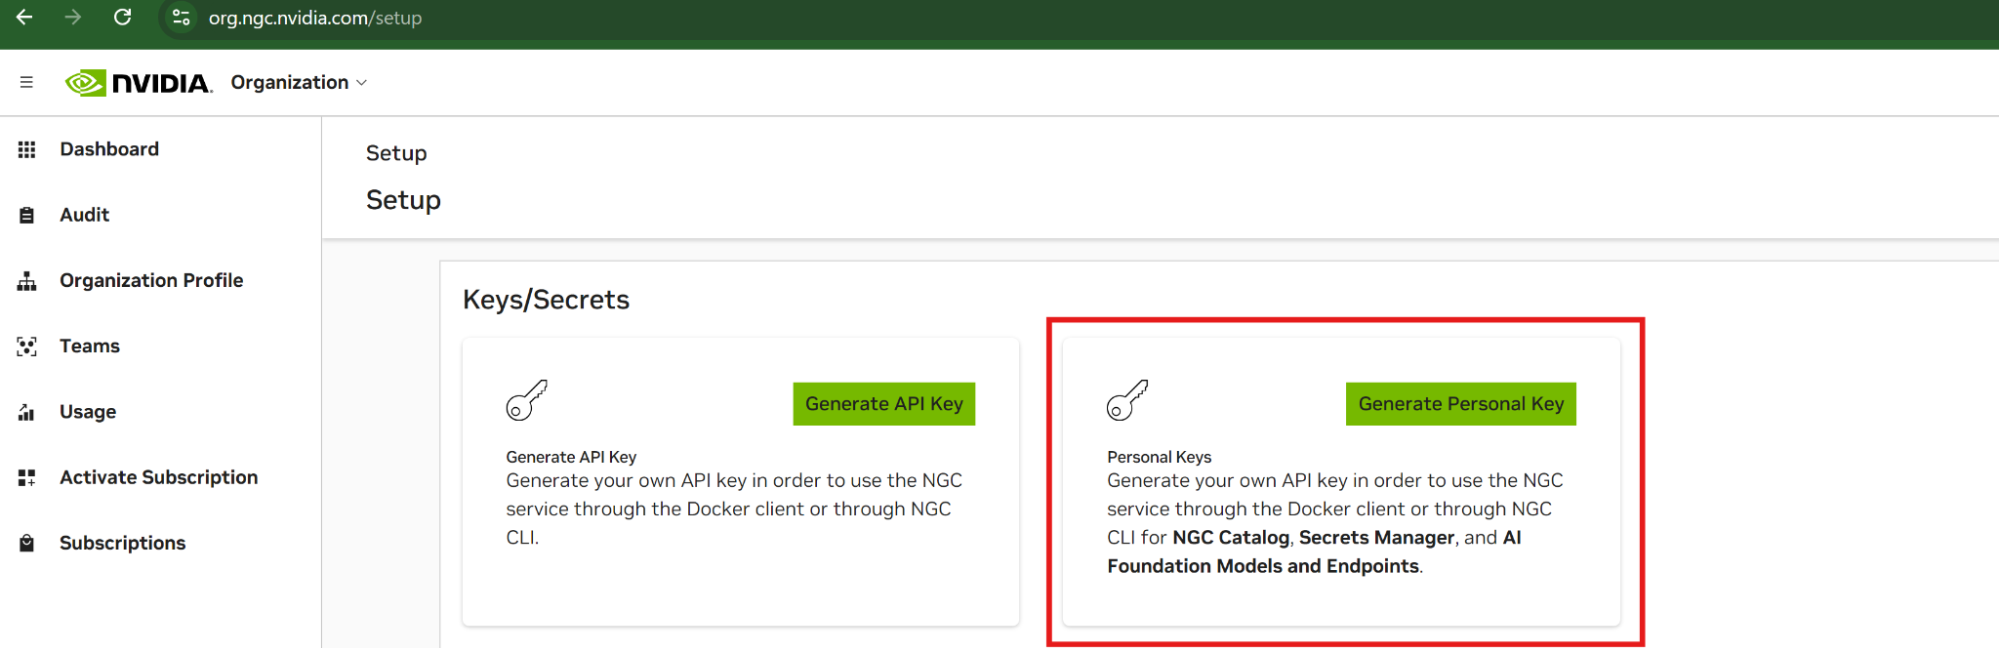 org.ngc.nvidia.com/setup
NVIDIA. Organization
Dashboard
Audit
Organization Profile
Teams
Usage
Activate Subscription
Subscriptions
Setup
Setup
Keys/Secrets
Generate API Key
Generate API Key
Generate your own API key in order to use the NGC
service through the Docker client or through NGC
CLI.
Generate Personal Key
Personal Keys
Generate your own API key in order to use the NGC
service through the Docker client or through NGC
CLI for NGC Catalog, Secrets Manager, and AI
Foundation Models and Endpoints.